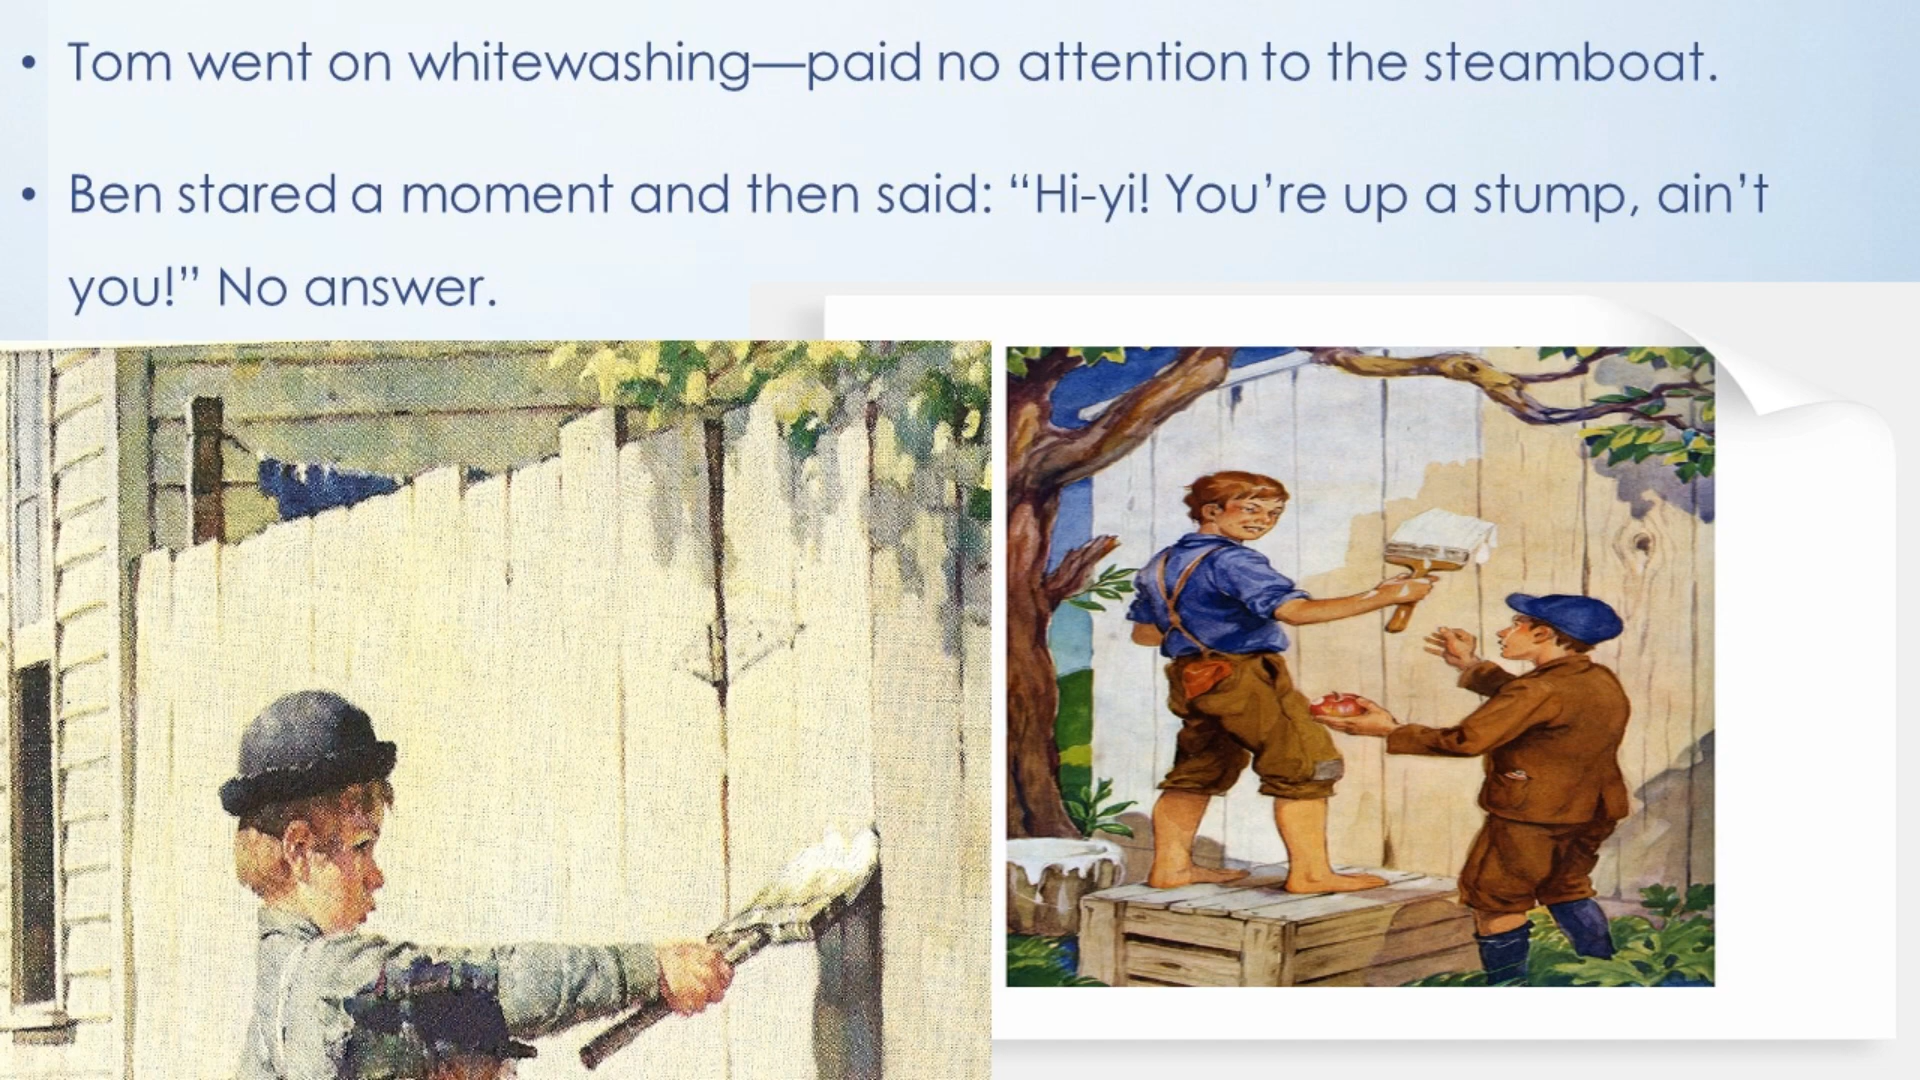 • Tom went on whitewashing—paid no attention to the steamboat.
• Ben stared a moment and then said: “Hi-yi! You’re up a stump, ain’t
you!” No answer.